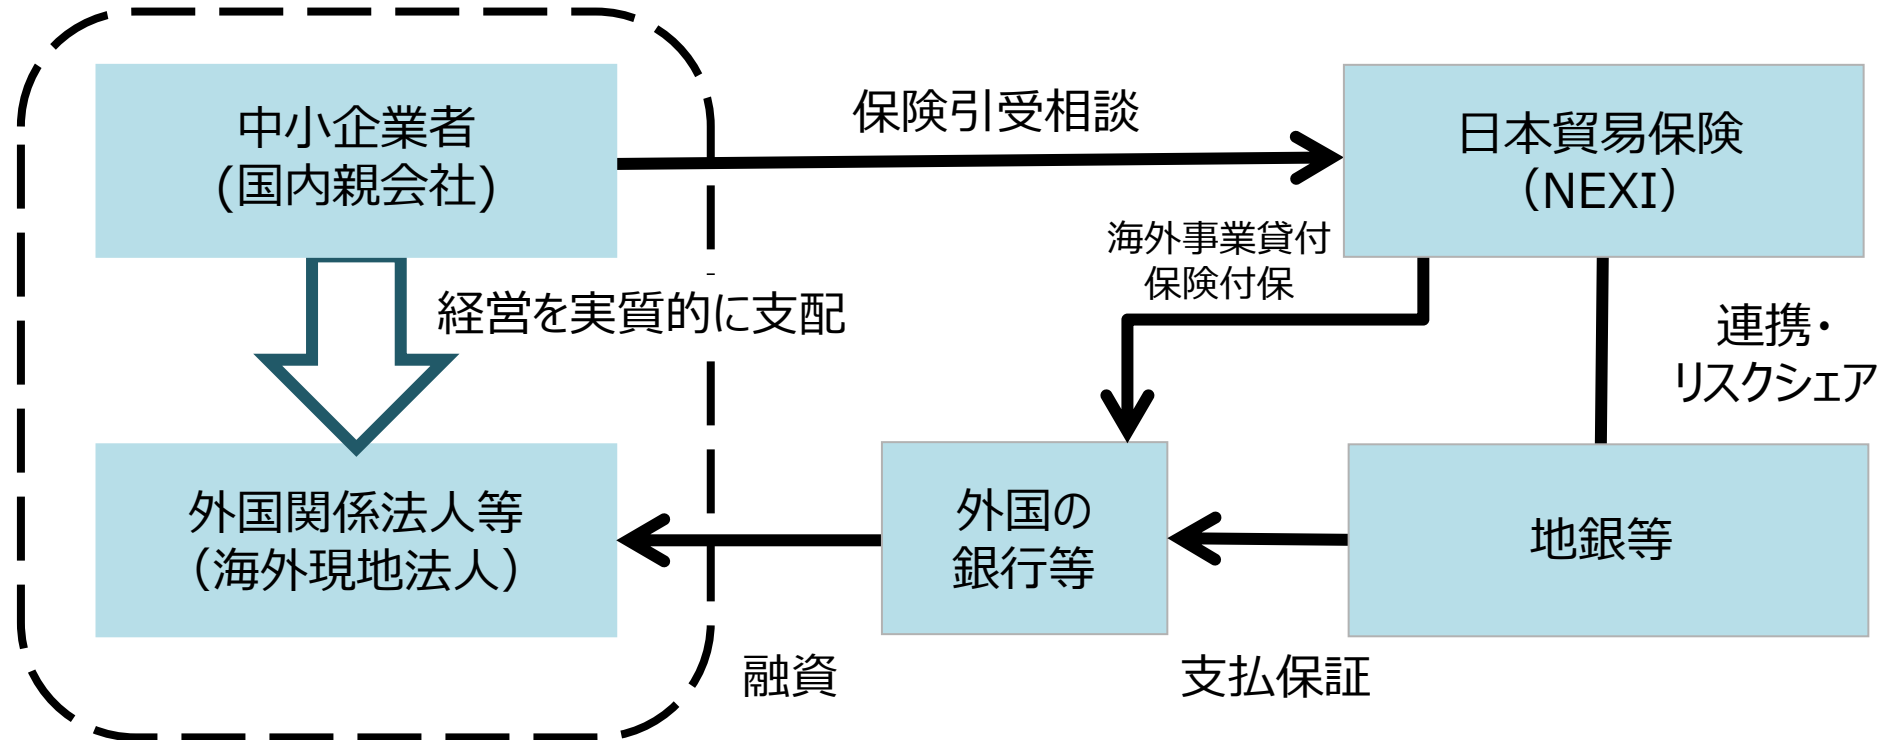 中小企業者
(国内親会社)
保険引受相談
日本貿易保険
（NEXI）
海外事業貸付
保険付保
経営を実質的に支配
連携・
リスクシェア
外国関係法人等
（海外現地法人）
外国の
銀行等
地銀等
融資
支払保証